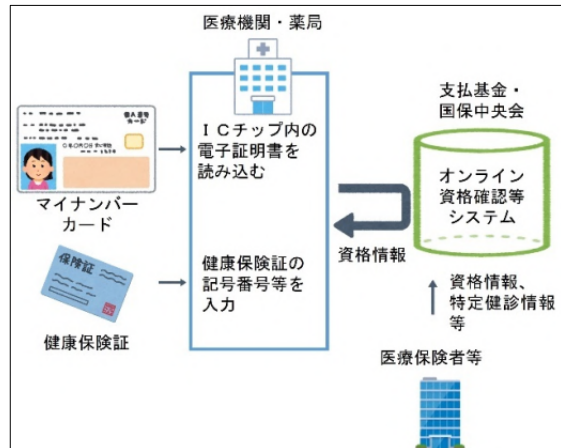 医療機関・薬局
ＩＣチップ内の
電子証明書を
読み込む
マイナンバー
カード
健康保険証の
記号番号等を
入力
保険証
健康保険証
支払基金・
国保中央会
オンライン
資格確認等
システム
資格情報
資格情報、
特定健診情報
等
医療保険者等